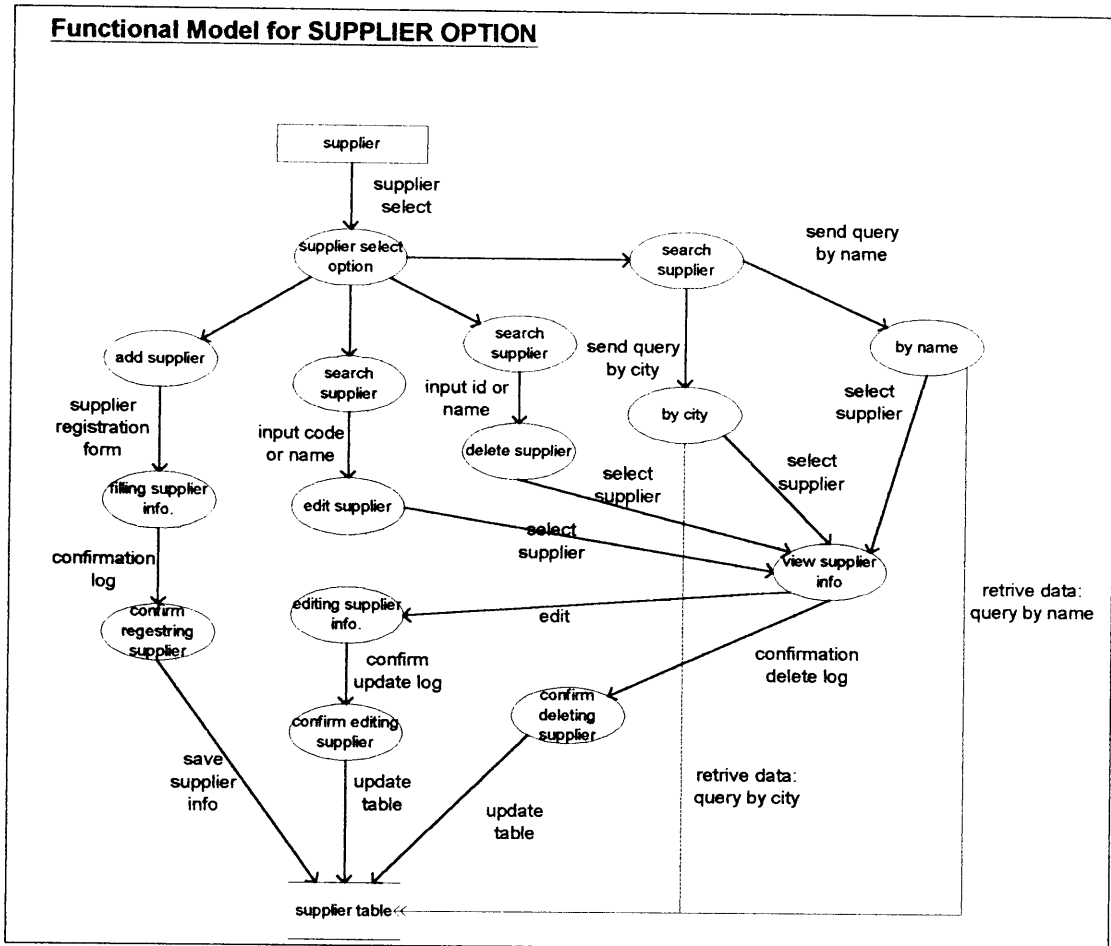 Functional Model for SUPPLIER OPTION
supplier
supplier
select
supplier select
option
search
supplier
send query
by name
add supplier
search
supplier
search
supplier
send query
by city
by name
supplier
registration
form
input code
or name
input id or
name
by city
select
supplier
filling supplier
info.
edit supplier
delete supplier
select
supplier
select
supplier
select
supplier
confirmation
log
view supplier
info
confirm
regestring
supplier
editing supplier
info.
edit
retrive data:
query by name
confirm
update log
confirmation
delete log
confirm editing
supplier
confirm
deleting
supplier
save
supplier
info
update
table
update
table
retrive data:
query by city
supplier table